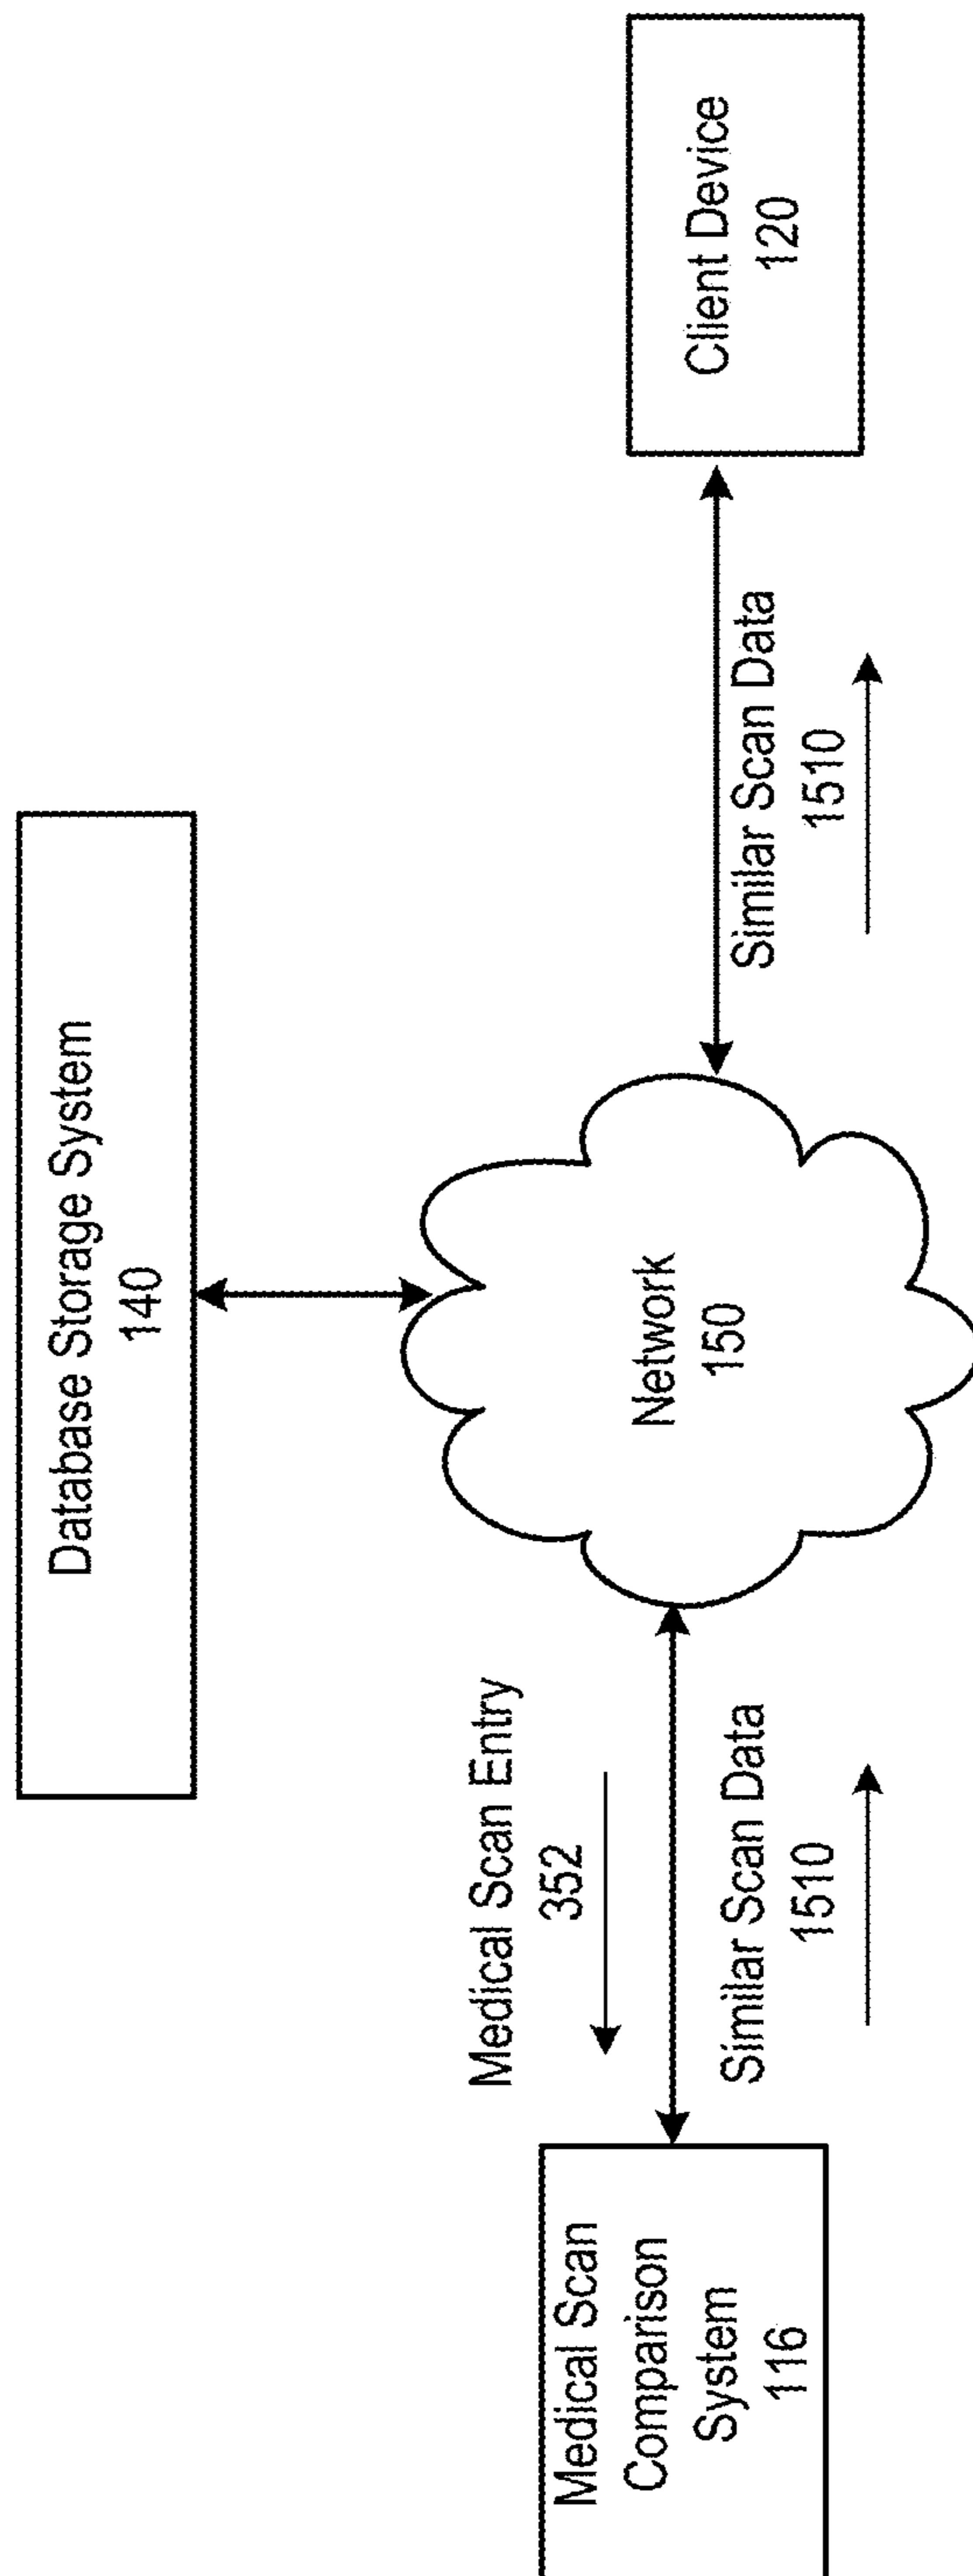 Database Storage System
140
Medical Scan
Comparison
System
116
Medical Scan Entry
352
Similar Scan Data
1510
Network
150
Similar Scan Data
1510
Client Device
120